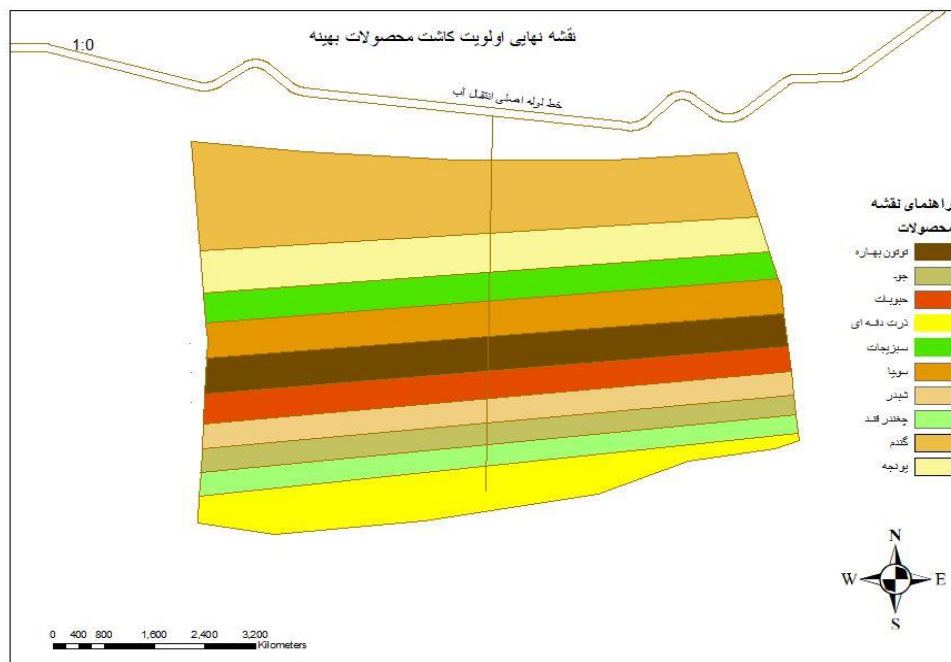 نقشه نهایی اولویت کاشت محصولات بهینه
1:0
خط لوله اصلی انتقال آب
راهنمای نقشه
محصولات
توتون بهاره
جو
حبوبات
ذرت دانه ای
سبزیجات
سویا
شبدر
چغندر قند
گندم
یونجه
N
W E
S
0 400 800 1,600 2,400 3,200
Kilometers